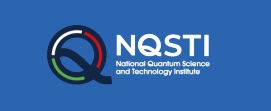 NQSTI
National Quantum Science
and Technology Institute